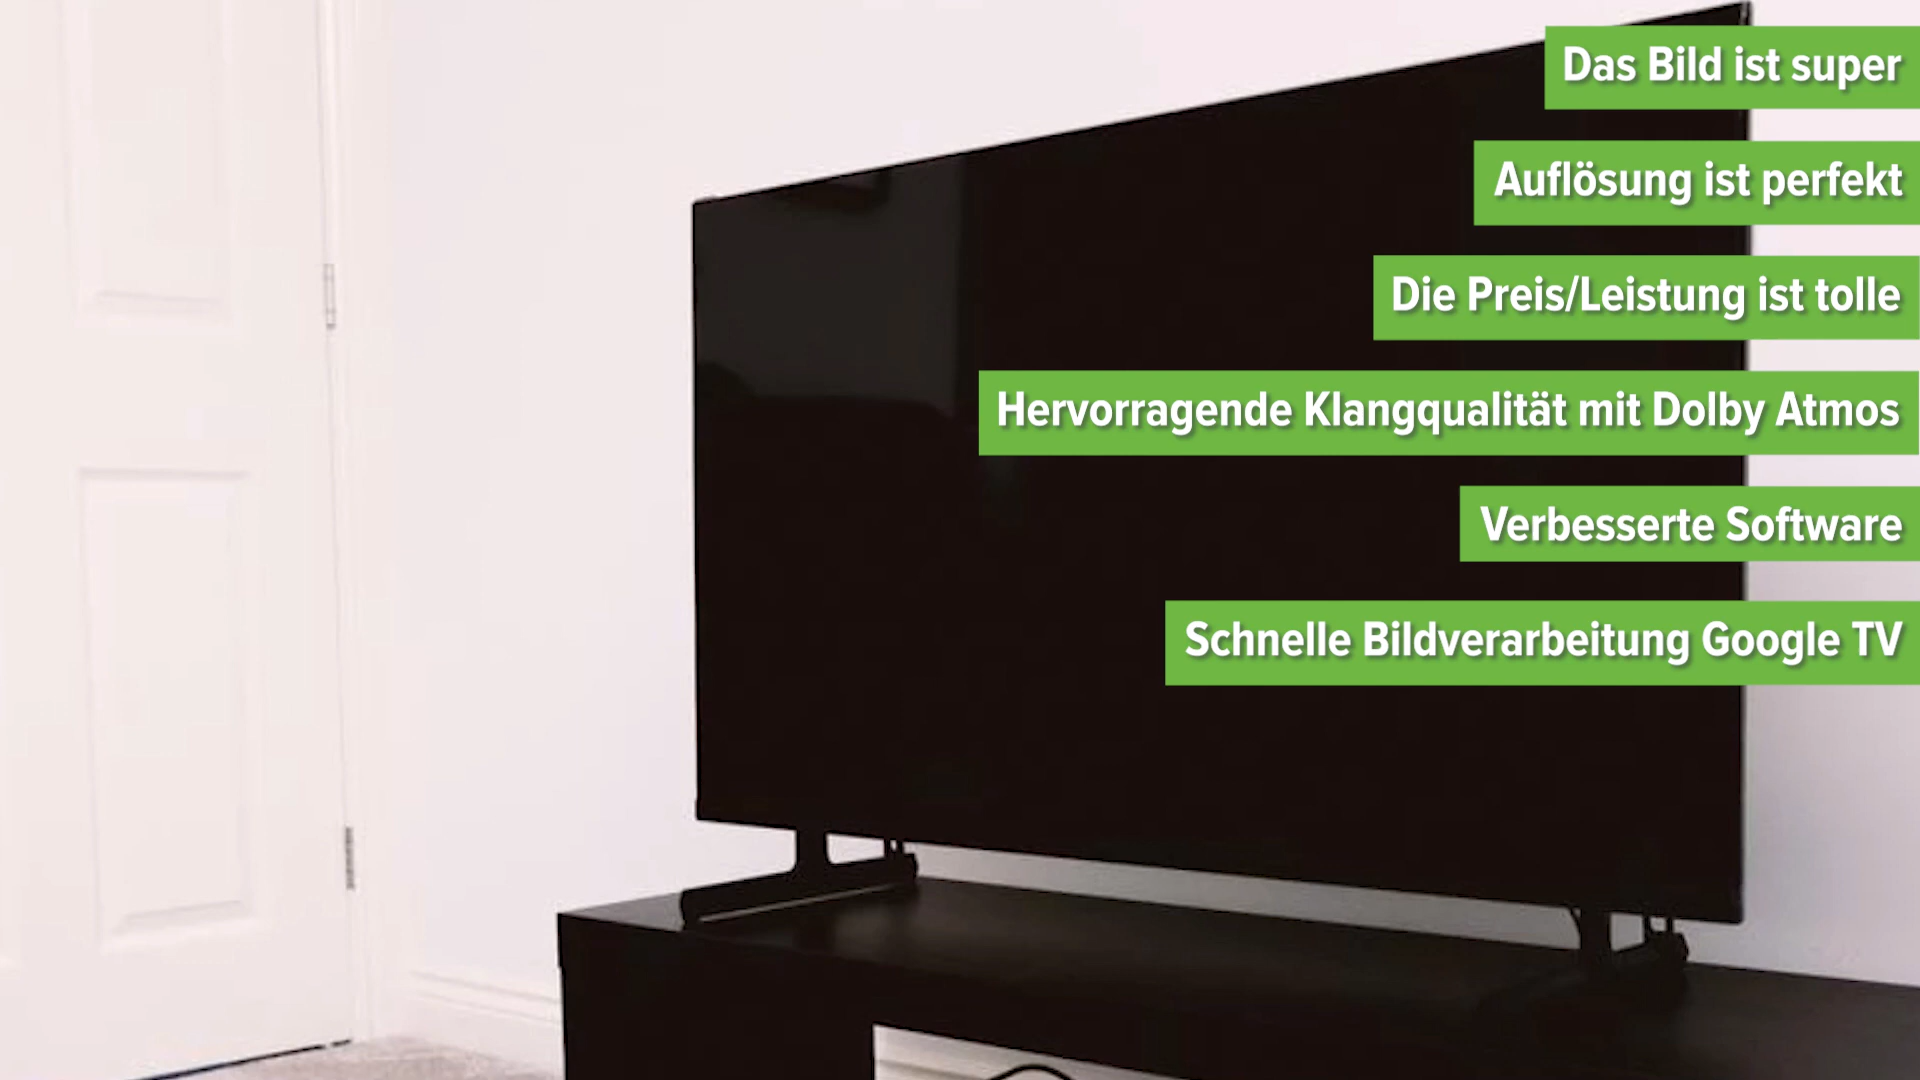 Das Bild ist super
Auflösung ist perfekt
Die Preis/Leistung ist tolle
Hervorragende Klangqualität mit Dolby Atmos
Verbesserte Software
Schnelle Bildverarbeitung Google TV